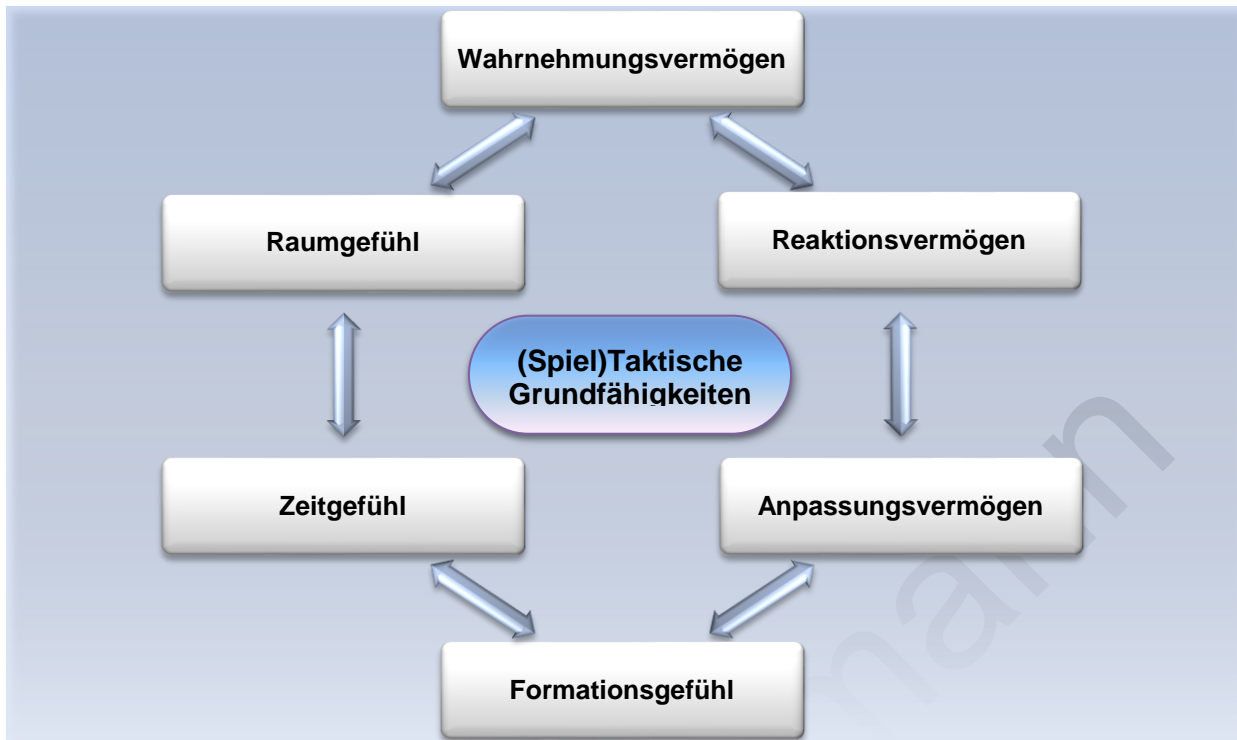 Wahrnehmungsvermögen
Raumgefühl
Reaktionsvermögen
(Spiel)Taktische
Grundfähigkeiten
Zeitgefühl
Anpassungsvermögen
Formationsgefühl